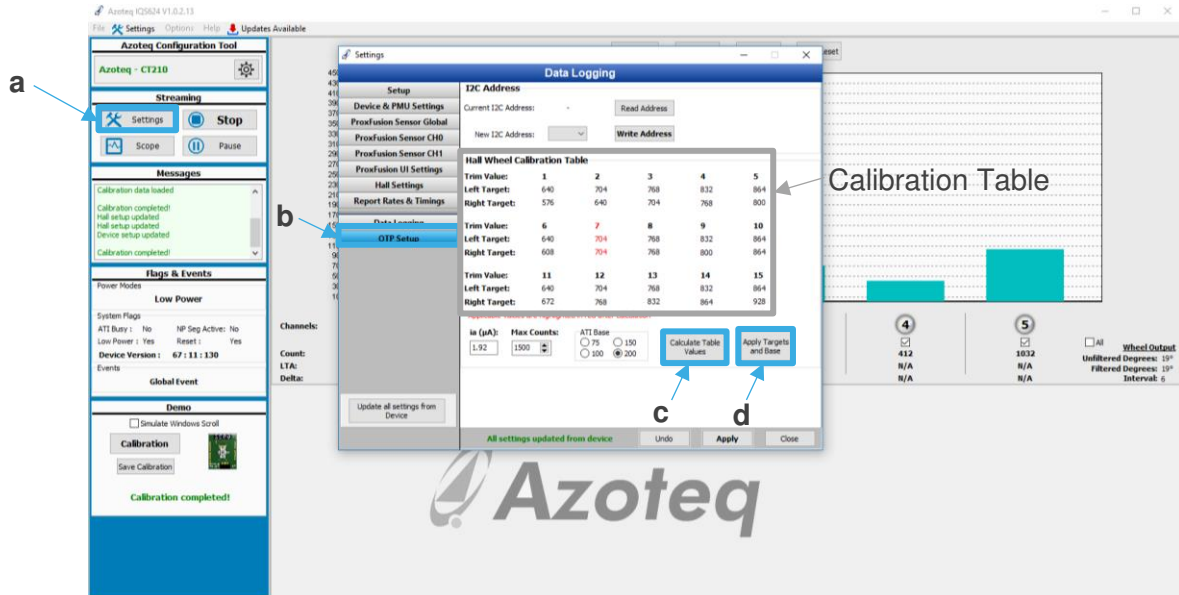 Azoteq IQS624 V1.0.2.13
File Settings Options Help Updates Available
Azoteq Configuration Tool
Azoteq - CT210
Streaming
Settings Stop
Scope Pause
Messages
Calibration data loaded
Calibration completed!
Hall setup updated
Hall setup updated
Device setup updated
Calibration completed!
Flags & Events
Power Modes
Low Power
System Flags
ATI Busy : No NP Seg Active: No
Low Power : Yes Reset : Yes
Device Version : 67 : 11 : 130
Events
Global Event
Demo
Simulate Windows Scroll
Calibration
Save Calibration
Calibration completed!
a
b
c
d
Calibration Table
Settings
Data Logging
Setup
Device & PMU Settings
ProxFusion Sensor Global
ProxFusion Sensor CH0
ProxFusion Sensor CH1
ProxFusion UI Settings
Hall Settings
Report Rates & Timings
Data Logging
OTP Setup
Update all settings from
Device
I2C Address
Current I2C Address: - Read Address
New I2C Address: Write Address
Hall Wheel Calibration Table
Trim Value: 1 2 3 4 5
Left Target: 640 704 768 832 864
Right Target: 576 640 704 768 800
Trim Value: 6 7 8 9 10
Left Target: 640 704 768 832 864
Right Target: 608 704 768 800 864
Trim Value: 11 12 13 14 15
Left Target: 640 704 768 832 864
Right Target: 672 768 832 864 928
ia (µA): Max Counts: ATI Base
1.92 1500 75 150
100 200
Calculate Table
Values
Apply Targets
and Base
All settings updated from device Undo Apply Close
Channels: 4 5
All Wheel Output
Count: 412 1032 Unfiltered Degrees: 19°
LTA: N/A N/A Filtered Degrees: 19°
Delta: N/A N/A Interval: 6
Azoteq